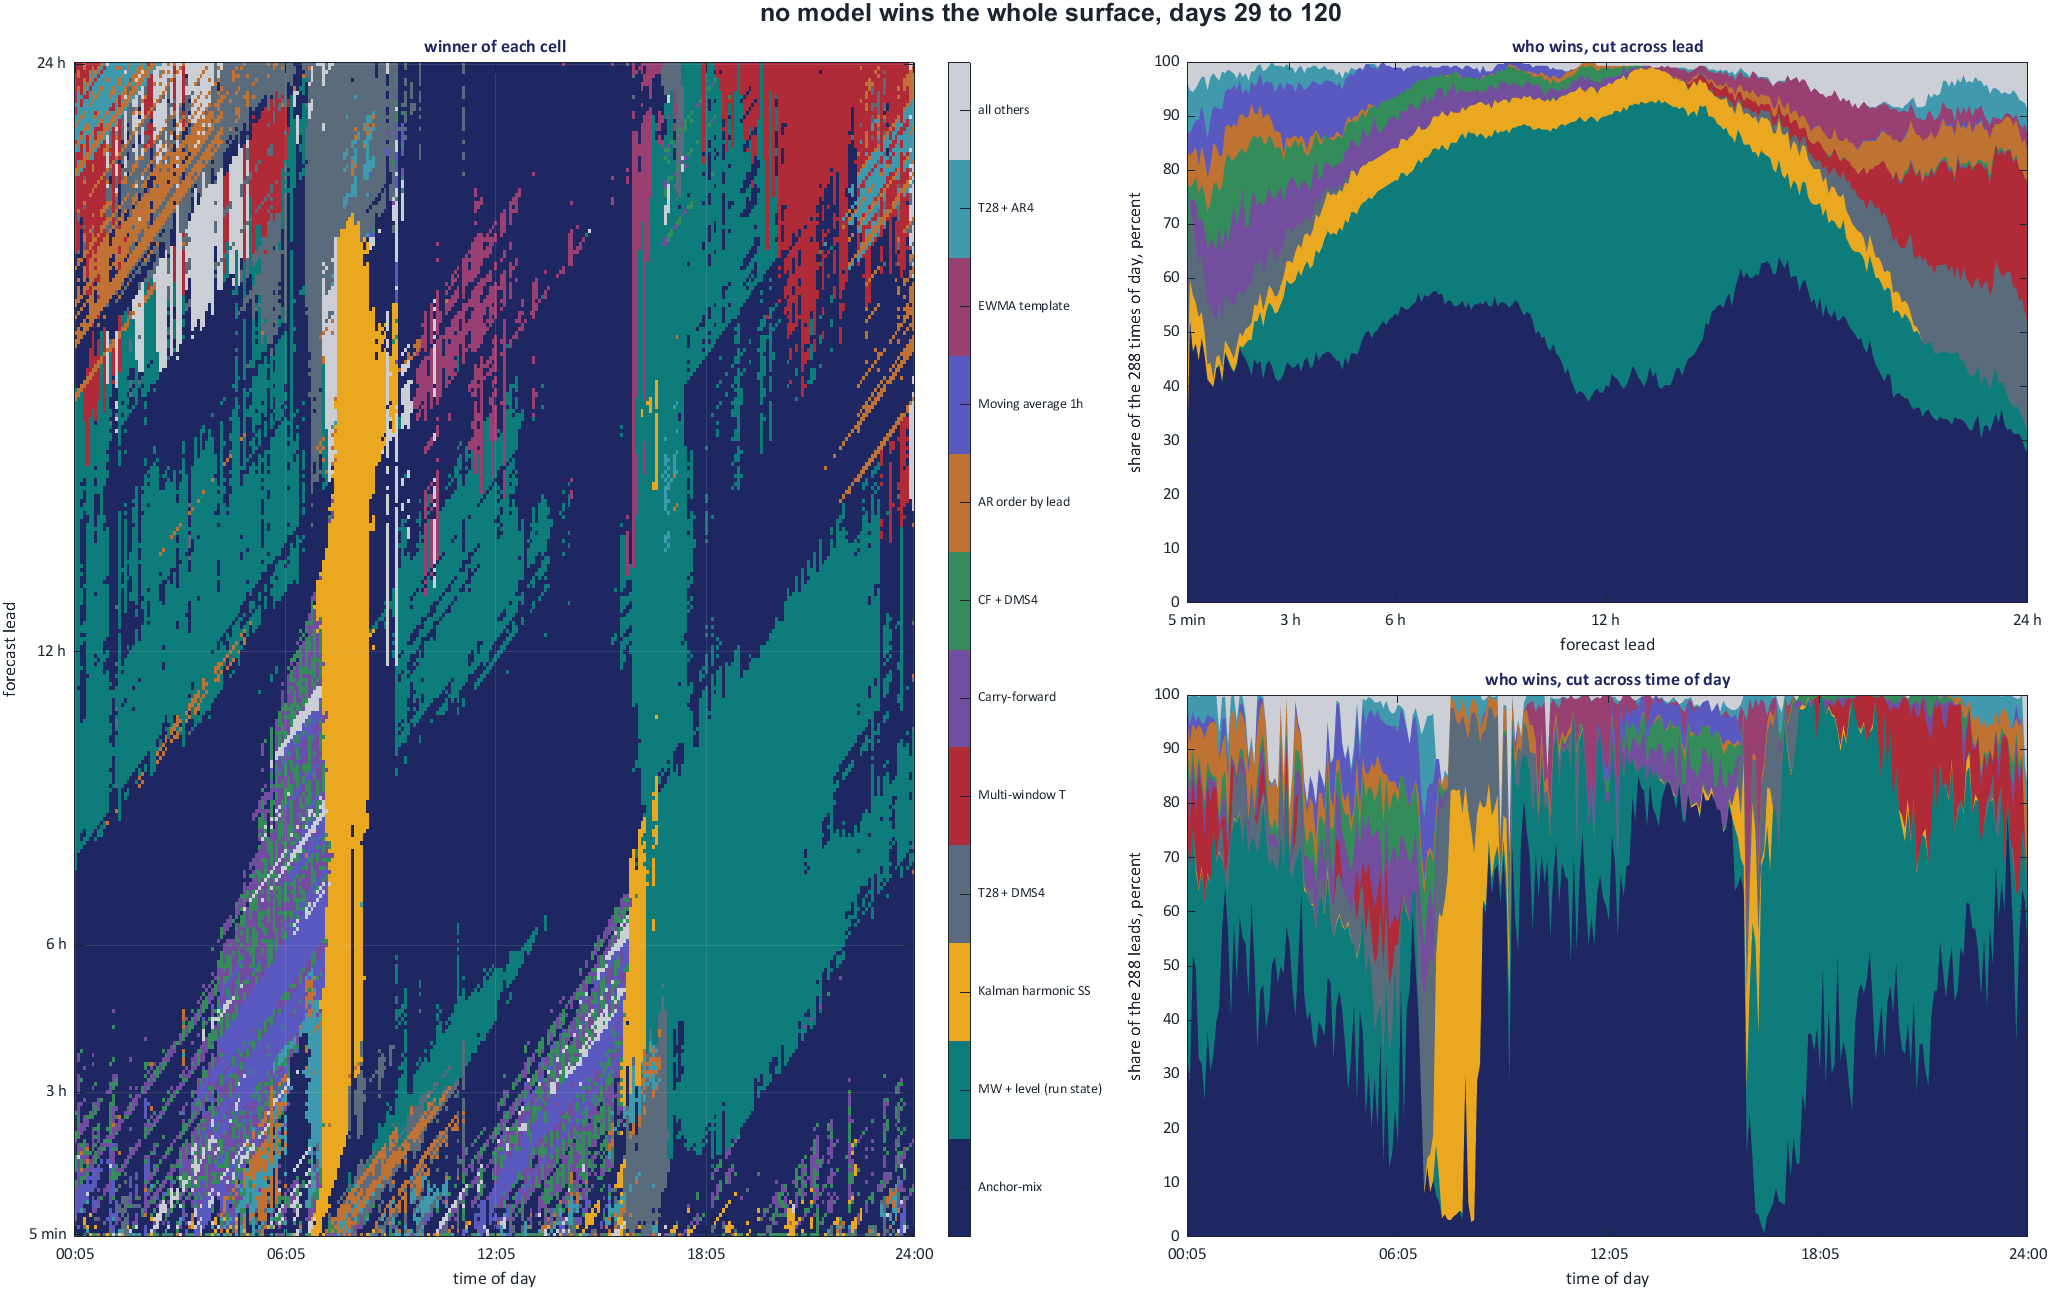 no model wins the whole surface, days 29 to 120
winner of each cell
24 h
12 h
6 h
3 h
5 min
forecast lead
00:05
06:05
12:05
18:05
24:00
time of day
all others
T28 + AR4
EWMA template
Moving average 1h
AR order by lead
CF + DMS4
Carry-forward
Multi-window T
T28 + DMS4
Kalman harmonic SS
MW + level (run state)
Anchor-mix
who wins, cut across lead
100
90
80
70
60
50
40
30
20
10
0
share of the 288 times of day, percent
5 min
3 h
6 h
12 h
24 h
forecast lead
who wins, cut across time of day
100
90
80
70
60
50
40
30
20
10
0
share of the 288 leads, percent
00:05
06:05
12:05
18:05
24:00
time of day